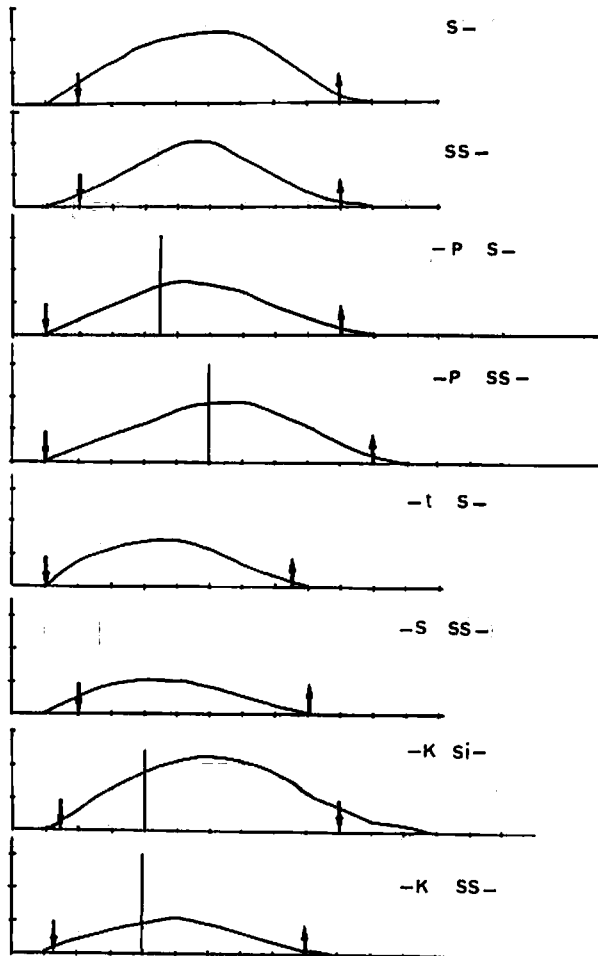 S–
SS–
–P S–
–P SS–
–t S–
–S SS–
–K Si–
–K SS–